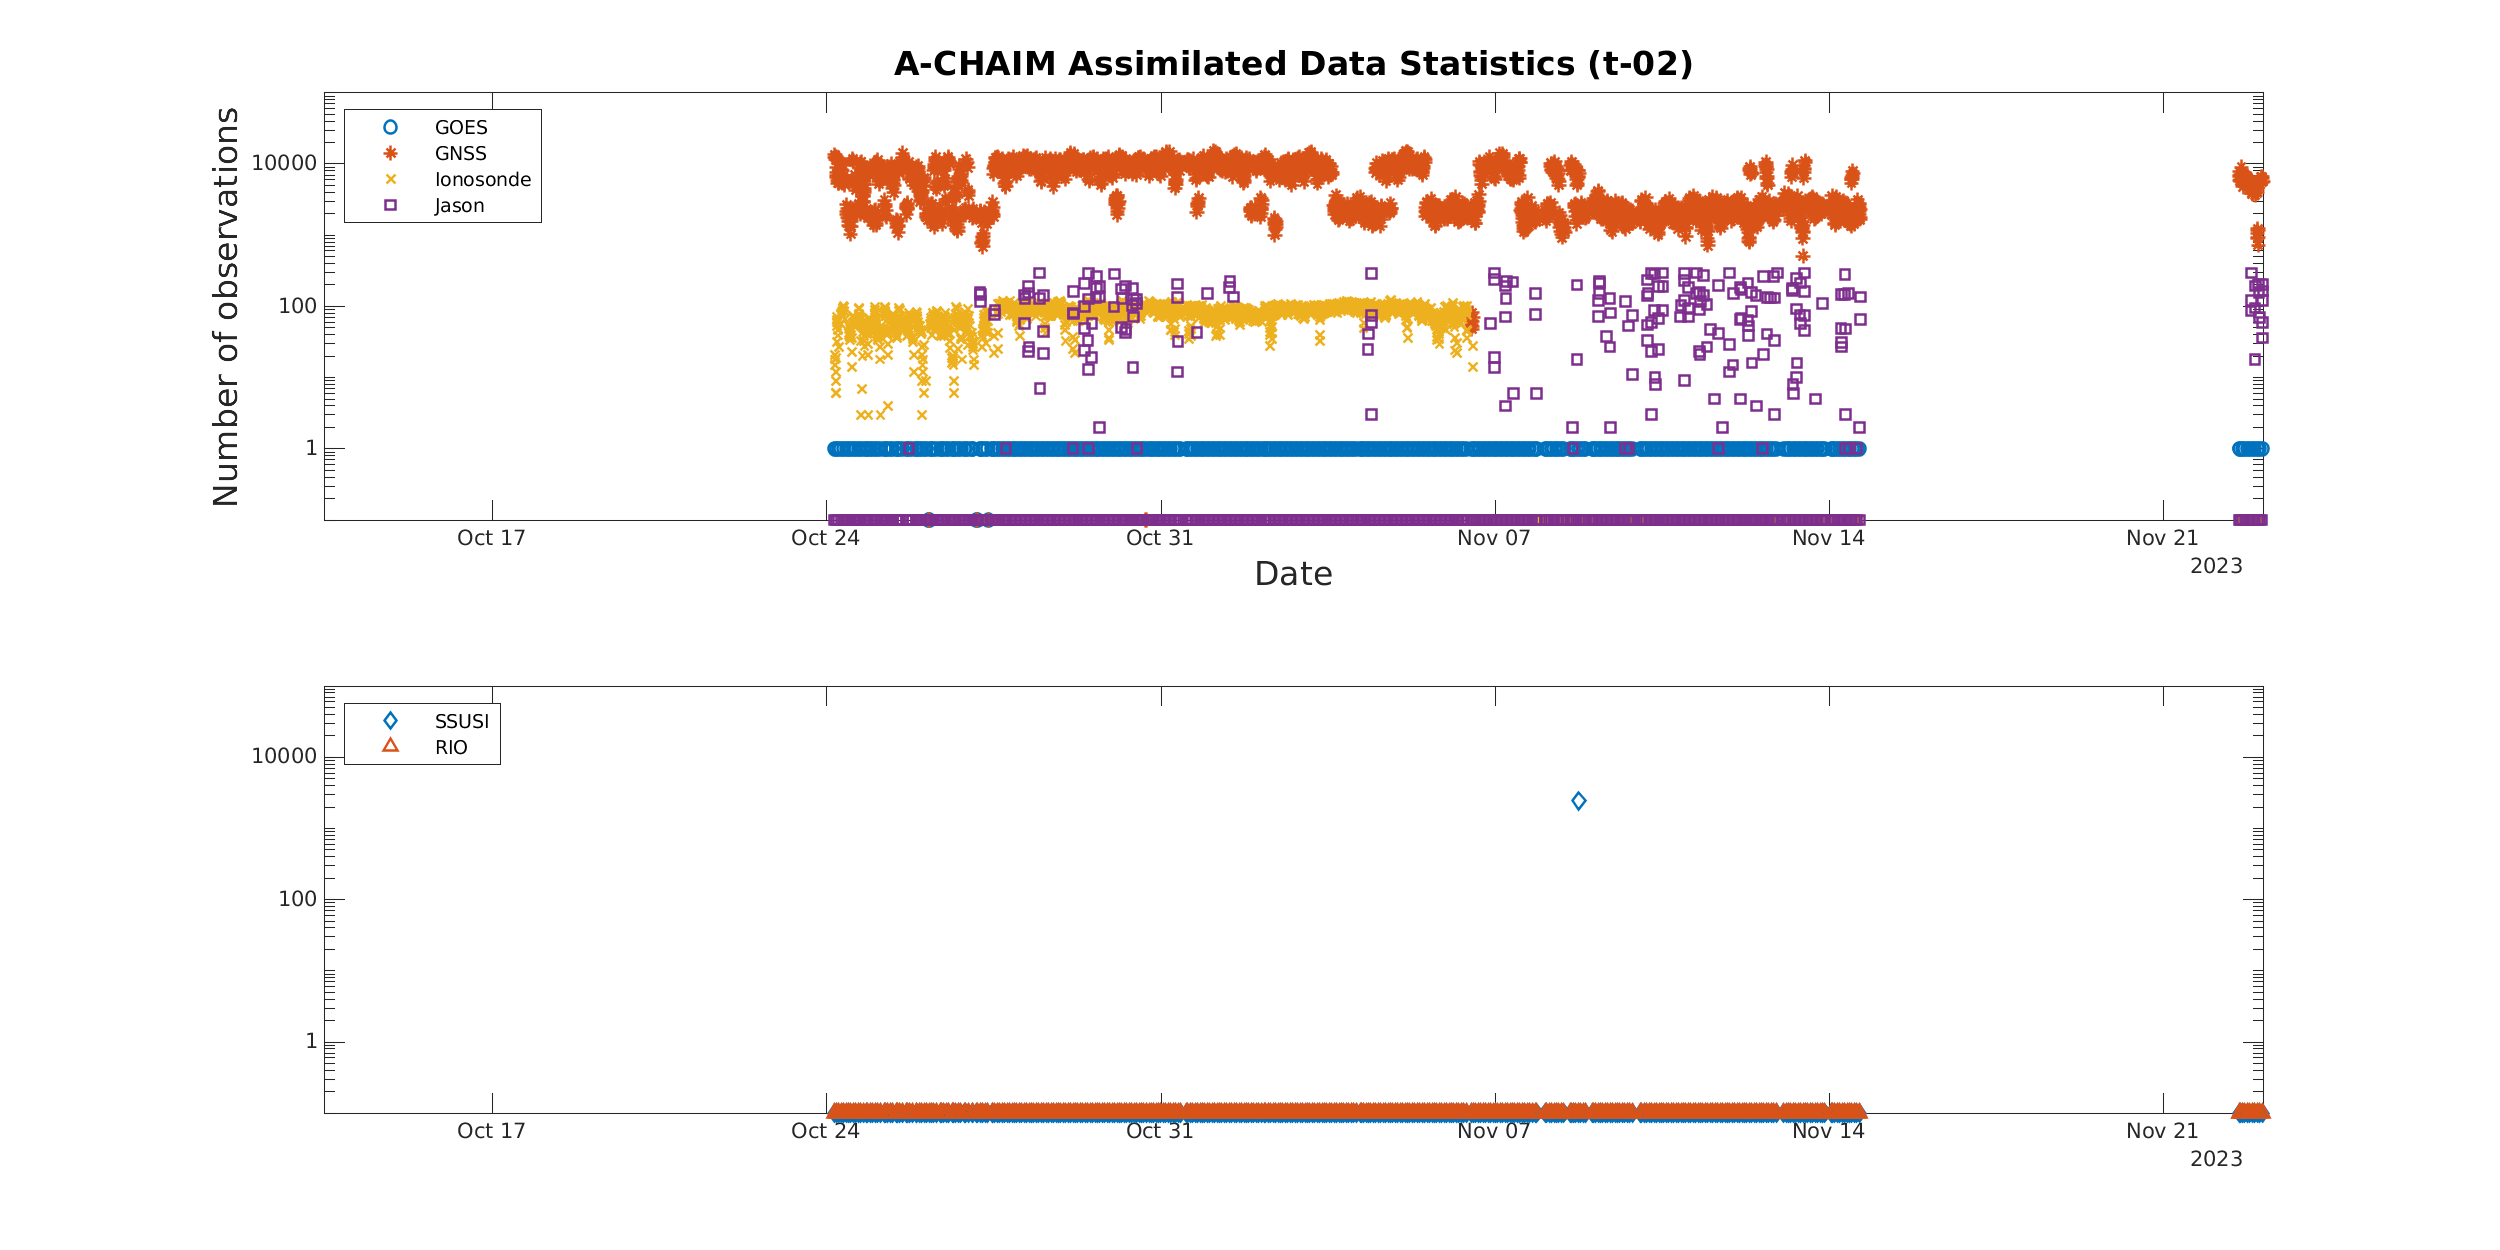 A-CHAIM Assimilated Data Statistics (t-02)
Number of observations
10000
100
1
GOES
GNSS
Ionosonde
Jason
Oct 17
Oct 24
Oct 31
Nov 07
Nov 14
Nov 21
2023
Date
10000
100
1
SSUSI
RIO
Oct 17
Oct 24
Oct 31
Nov 07
Nov 14
Nov 21
2023